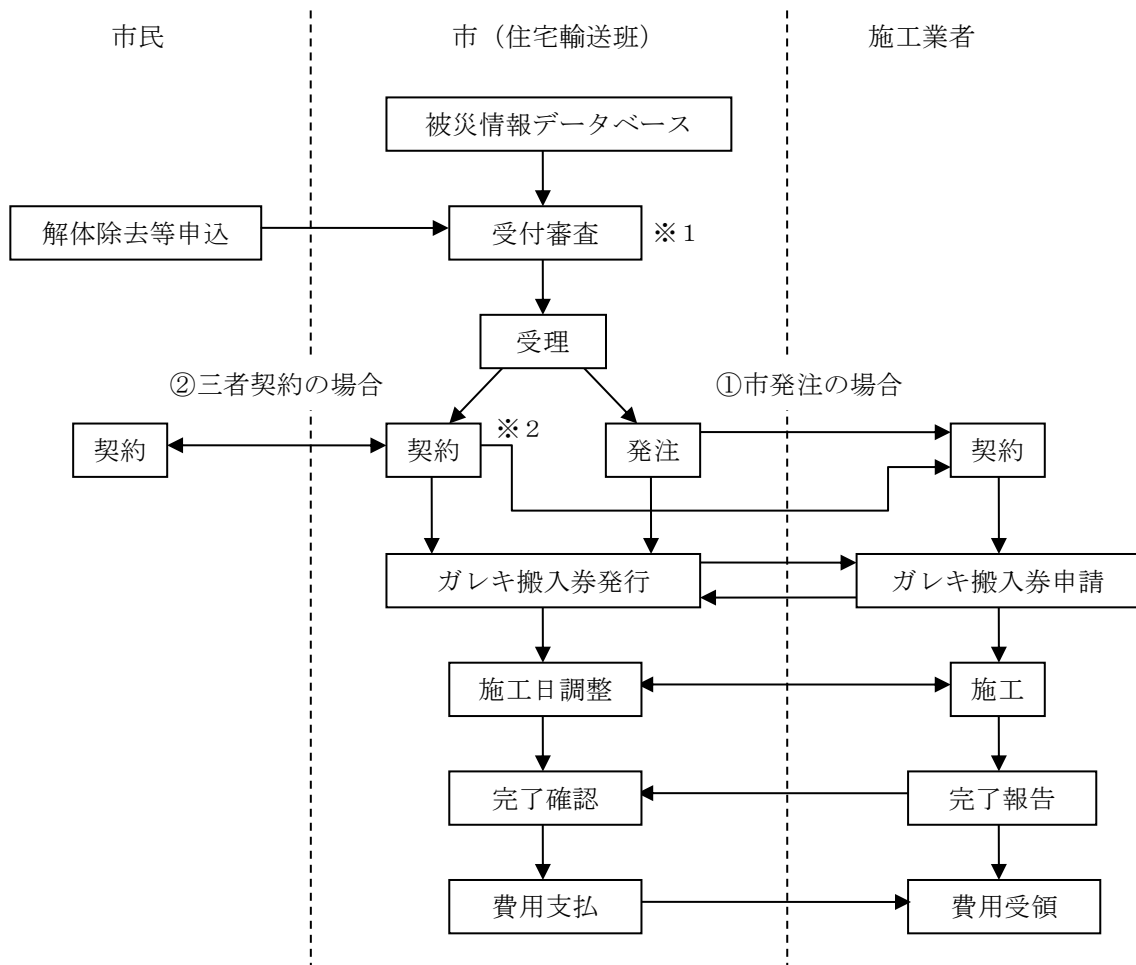 市民
市（住宅輸送班）
施工業者
被災情報データベース
解体除去等申込
受付審査
※１
受理
②三者契約の場合
①市発注の場合
契約
契約
※２
発注
契約
ガレキ搬入券発行
ガレキ搬入券申請
施工日調整
施工
完了確認
完了報告
費用支払
費用受領